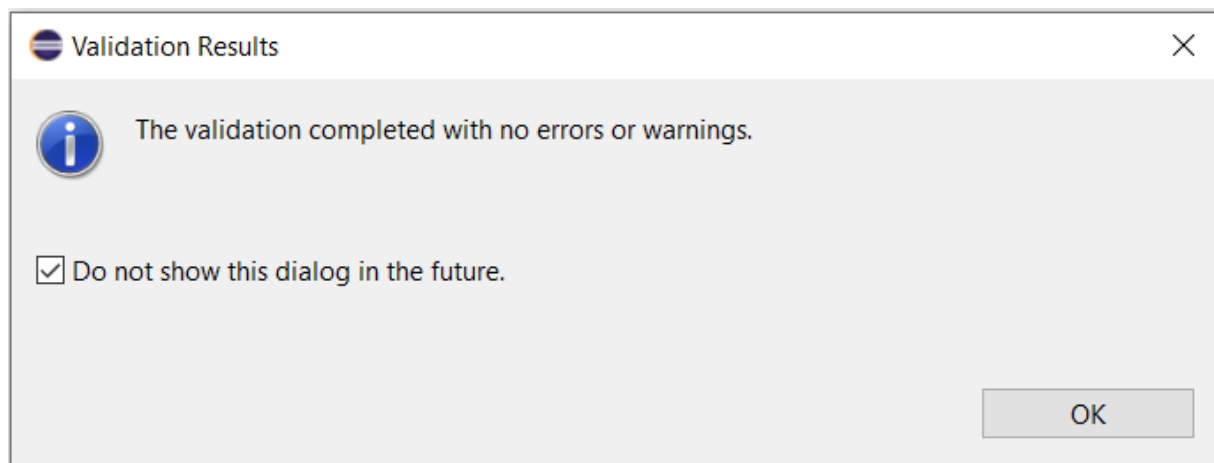 Validation Results
The validation completed with no errors or warnings.
Do not show this dialog in the future.
OK